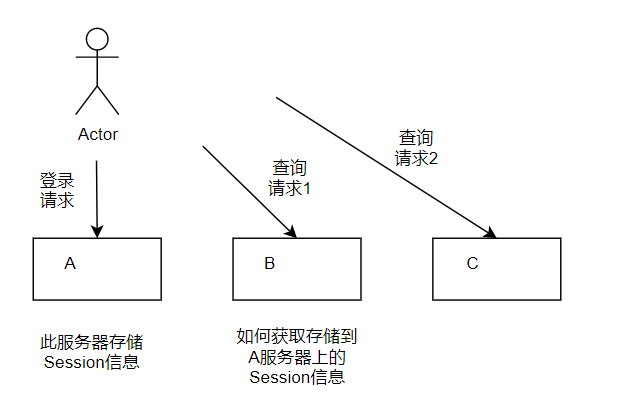 Actor
登录
请求
查询
请求1
查询
请求2
A
B
C
此服务器存储
Session信息
如何获取存储到
A服务器上的
Session信息